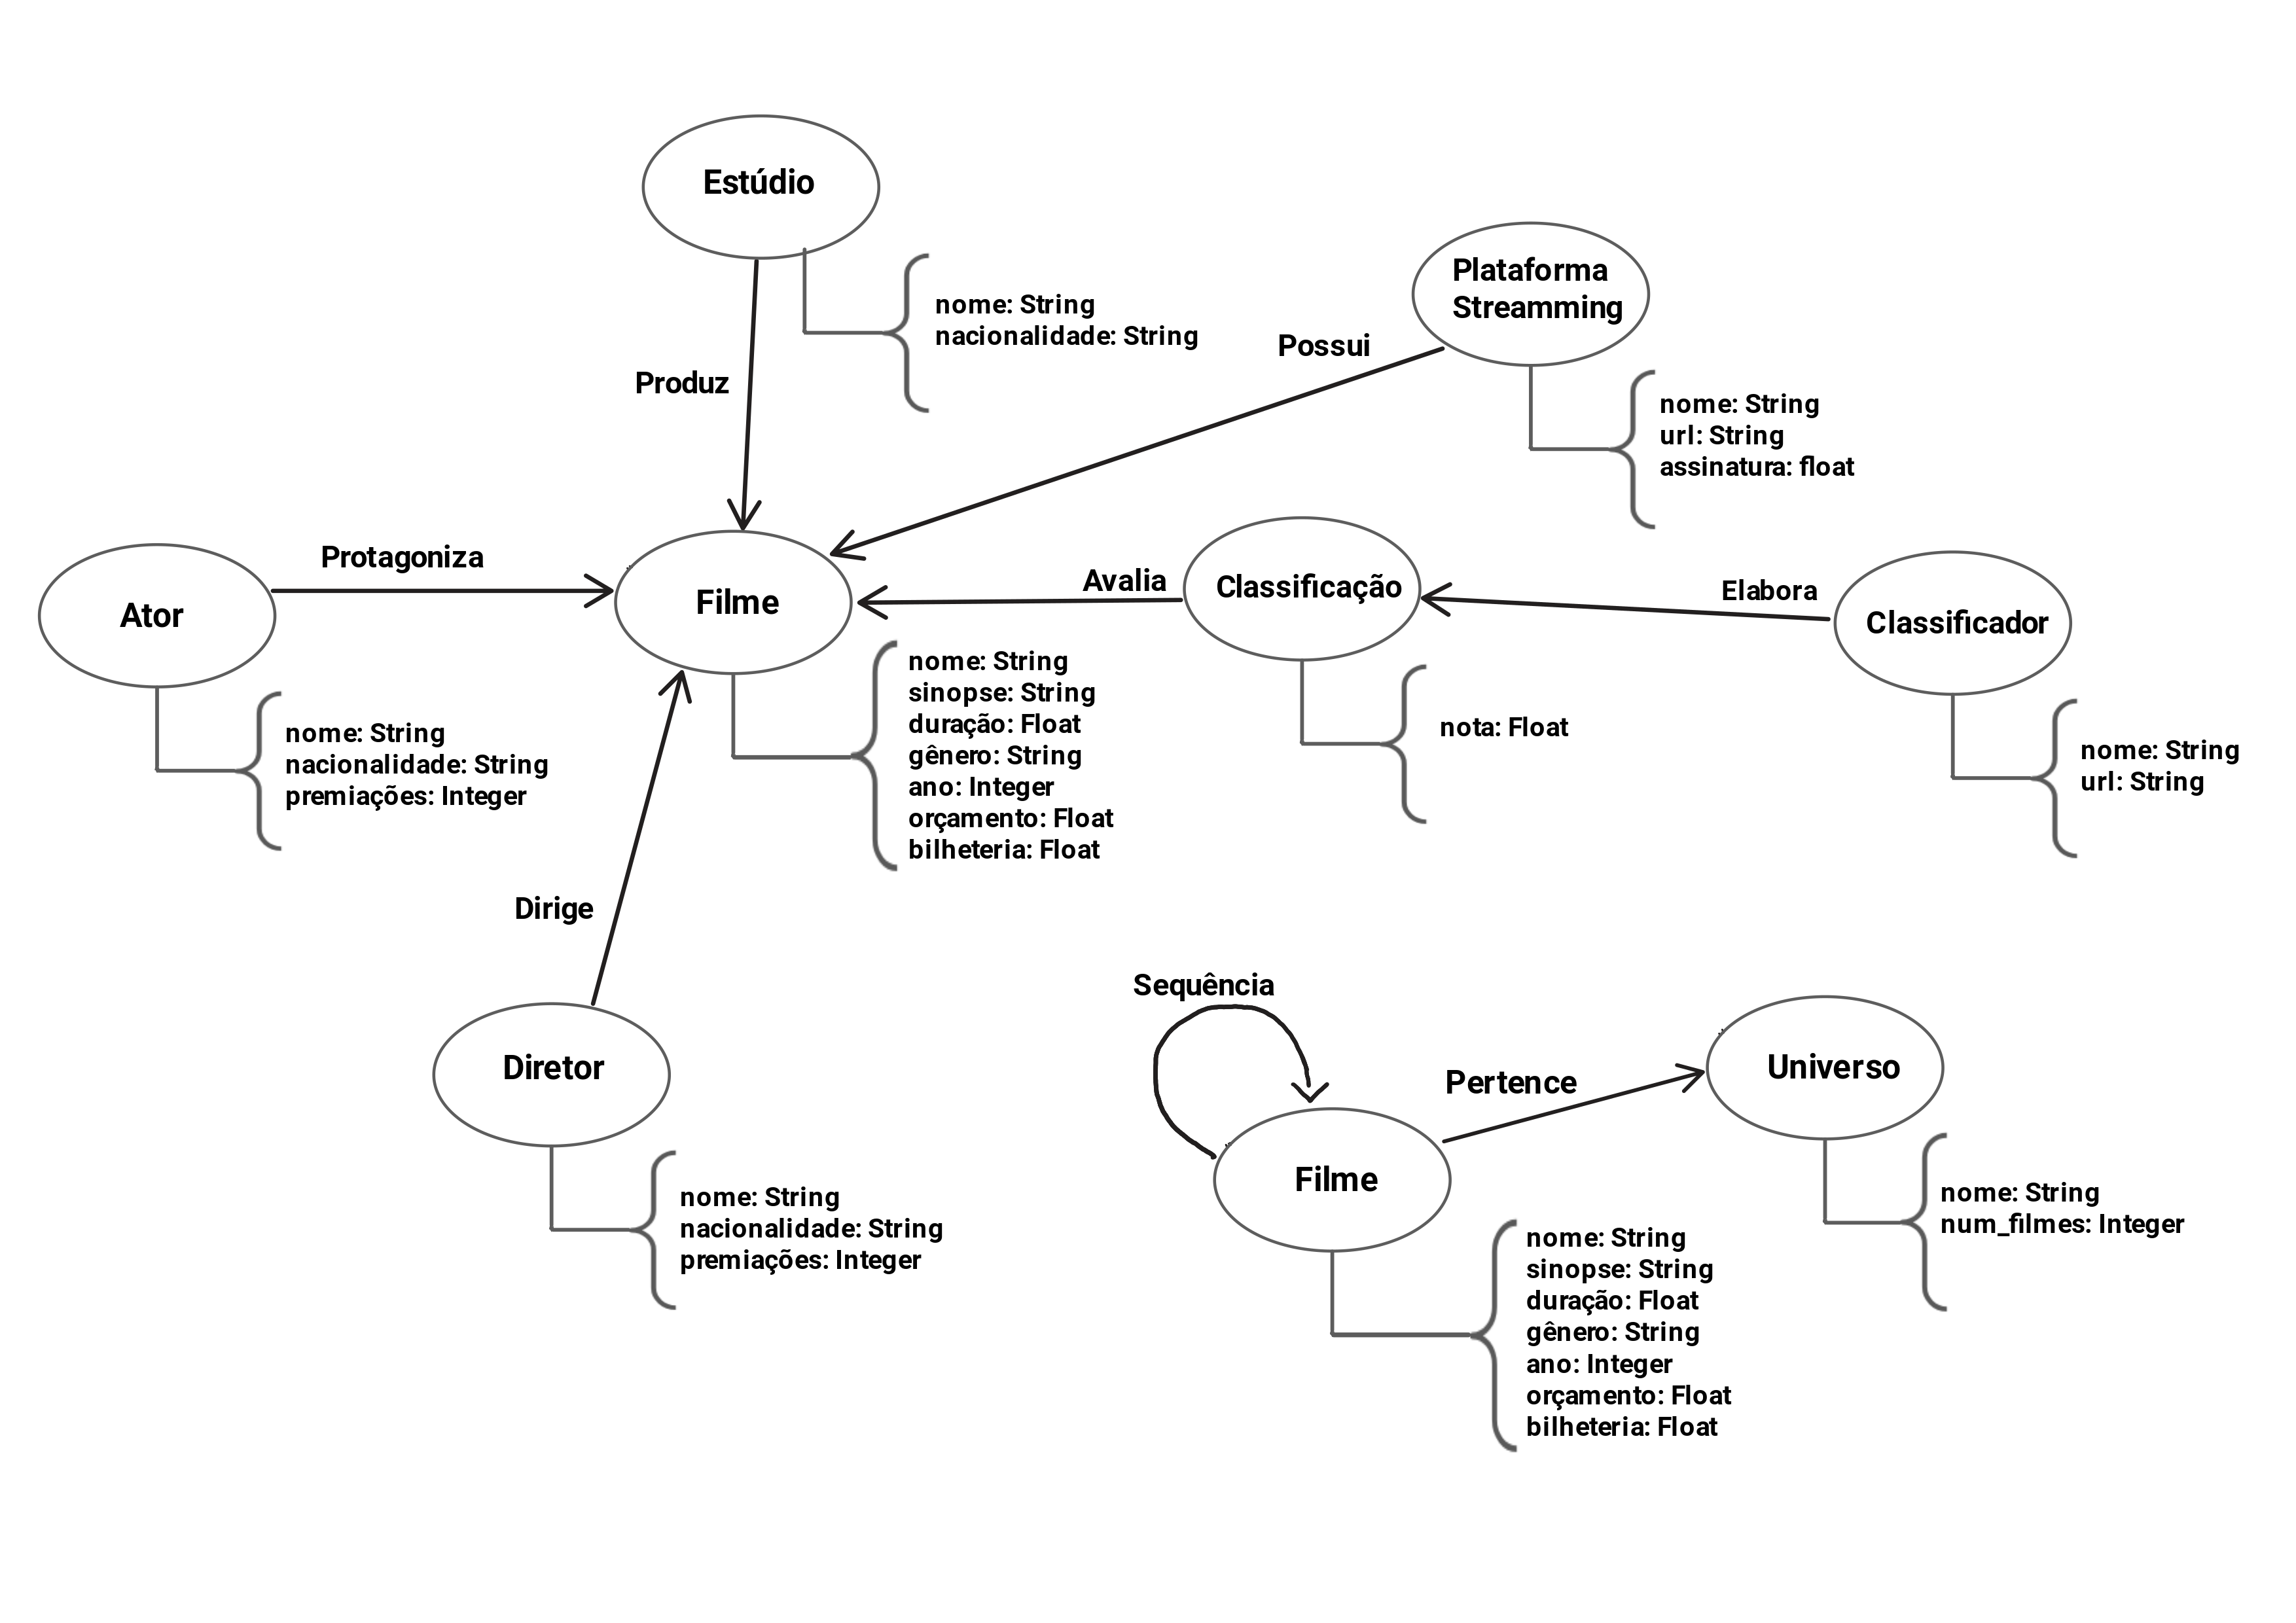 Estúdio
nome: String
nacionalidade: String
Produz
Plataforma
Streamming
Possui
nome: String
url: String
assinatura: float
Ator
Protagoniza
nome: String
nacionalidade: String
premiações: Integer
Filme
nome: String
sinopse: String
duração: Float
gênero: String
ano: Integer
orçamento: Float
bilheteria: Float
Avalia
Classificação
nota: Float
Elabora
Classificador
nome: String
url: String
Dirige
Diretor
nome: String
nacionalidade: String
premiações: Integer
Sequência
Filme
nome: String
sinopse: String
duração: Float
gênero: String
ano: Integer
orçamento: Float
bilheteria: Float
Pertence
Universo
nome: String
num_filmes: Integer